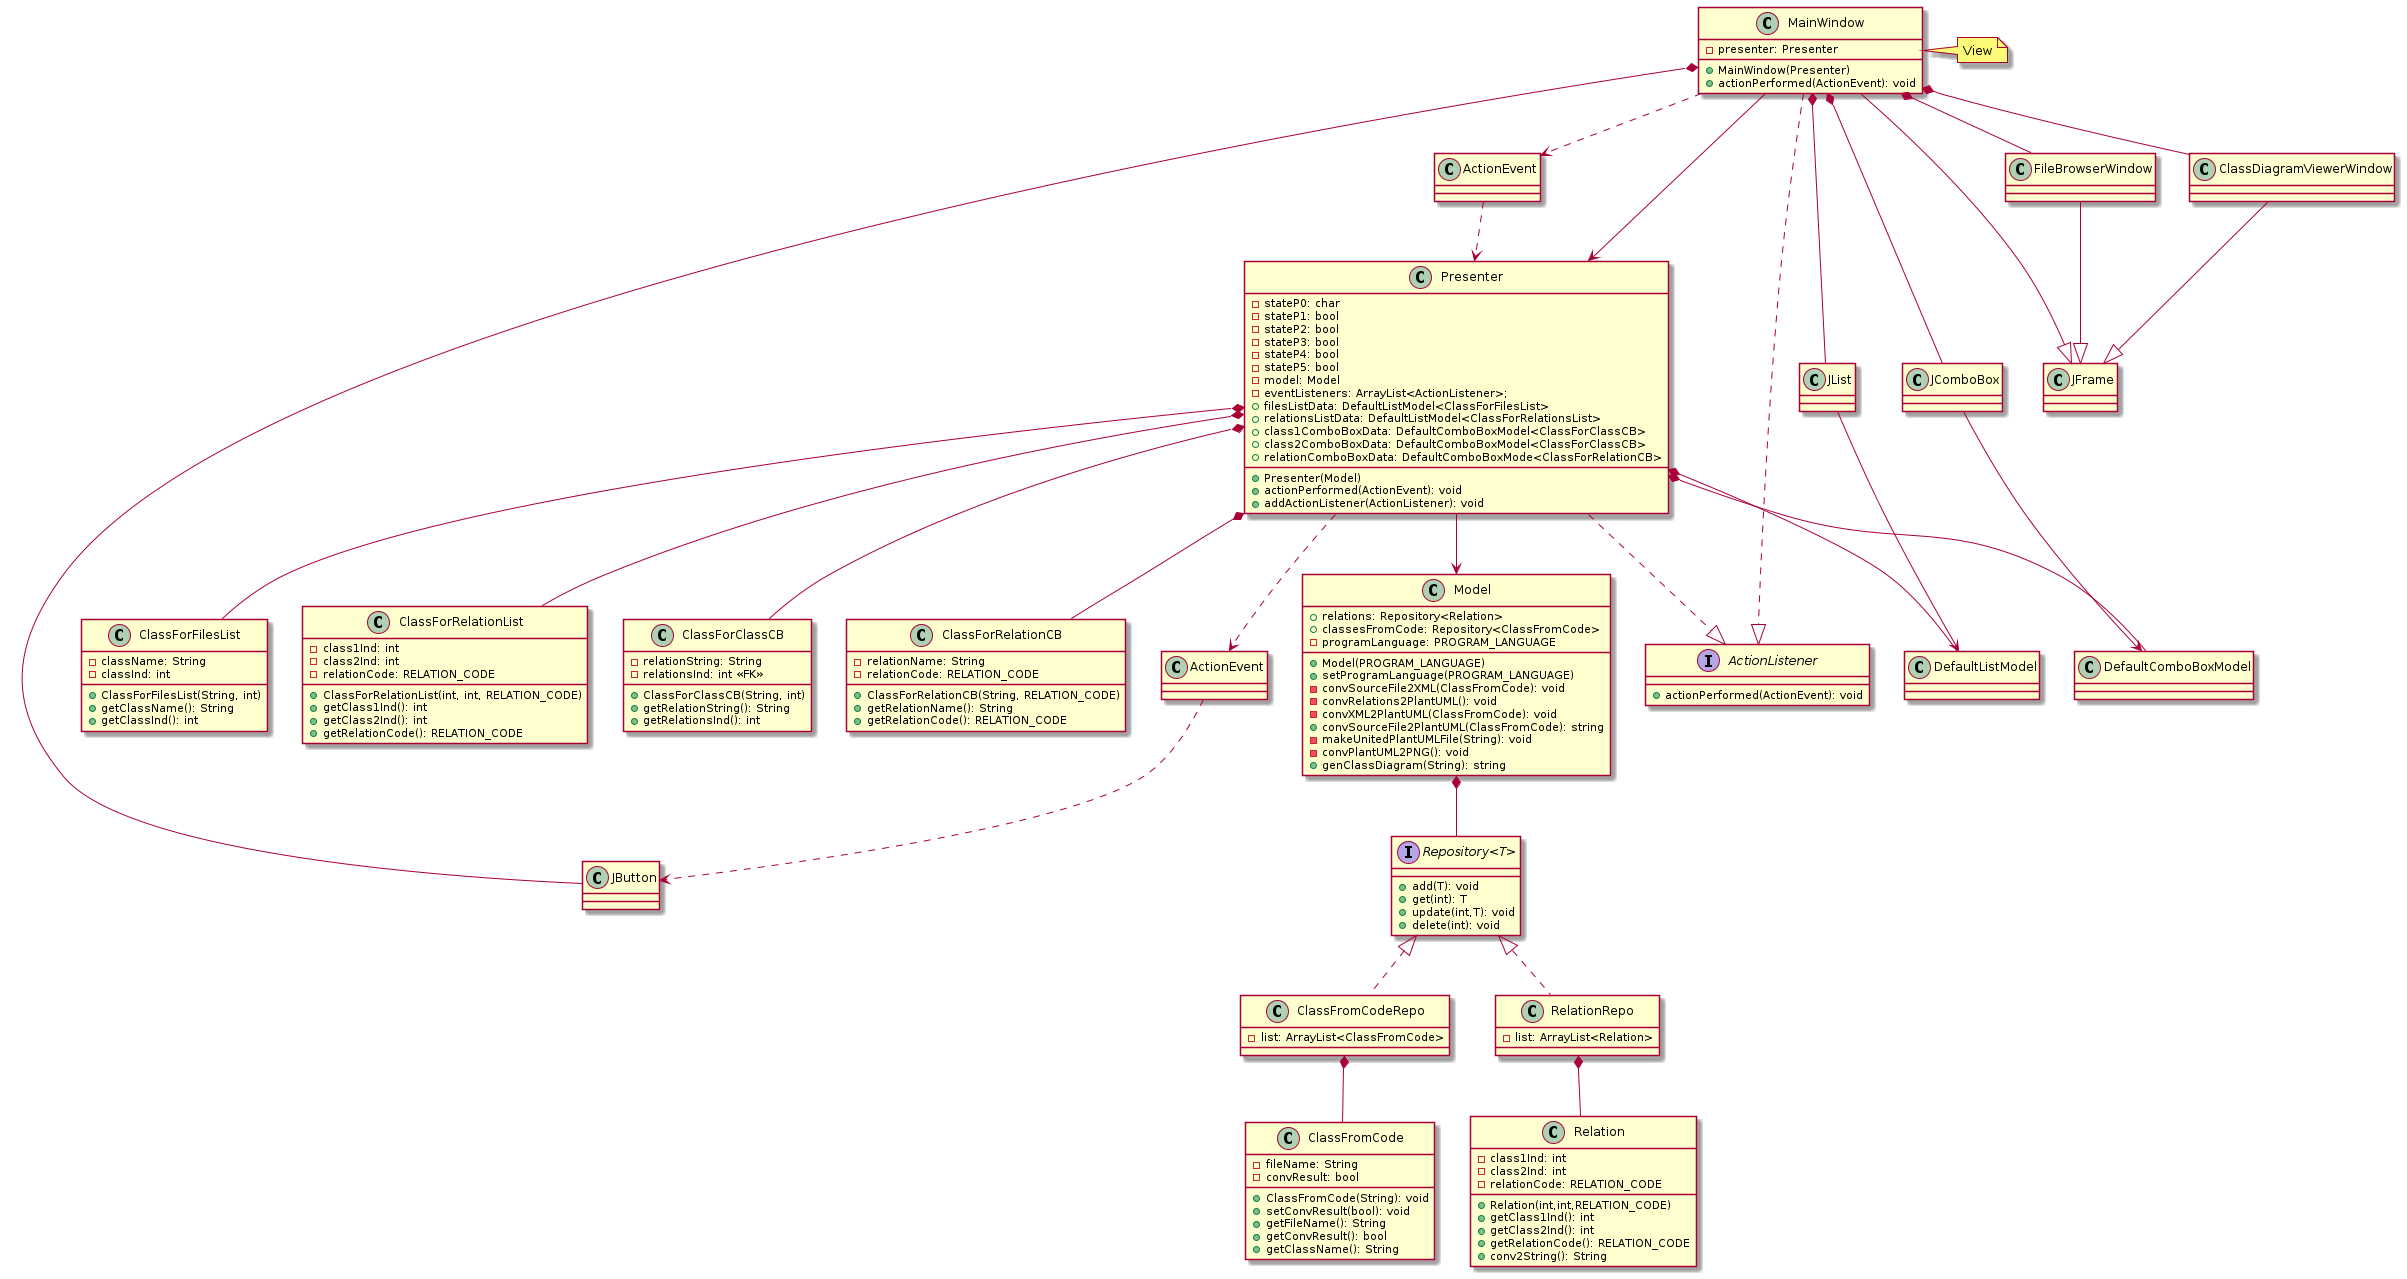 MainWindow
presenter: Presenter
MainWindow(Presenter)
actionPerformed(ActionEvent): void
View
ActionEvent
FileBrowserWindow
ClassDiagramViewerWindow
Presenter
stateP0: char
stateP1: bool
stateP2: bool
stateP3: bool
stateP4: bool
stateP5: bool
model: Model
eventListeners: ArrayList<ActionListener>;
filesListData: DefaultListModel<ClassForFilesList>
relationsListData: DefaultListModel<ClassForRelationsList>
class1ComboBoxData: DefaultComboBoxModel<ClassForClassCB>
class2ComboBoxData: DefaultComboBoxModel<ClassForClassCB>
relationComboBoxData: DefaultComboBoxMode<ClassForRelationCB>
Presenter(Model)
actionPerformed(ActionEvent): void
addActionListener(ActionListener): void
JList
JComboBox
JFrame
ClassForFilesList
className: String
classInd: int
ClassForFilesList(String, int)
getClassName(): String
getClassInd(): int
ClassForRelationList
class1Ind: int
class2Ind: int
relationCode: RELATION_CODE
ClassForRelationList(int, int, RELATION_CODE)
getClass1Ind(): int
getClass2Ind(): int
getRelationCode(): RELATION_CODE
ClassForClassCB
relationString: String
relationsInd: int «FK»
ClassForClassCB(String, int)
getRelationString(): String
getRelationsInd(): int
ClassForRelationCB
relationName: String
relationCode: RELATION_CODE
ClassForRelationCB(String, RELATION_CODE)
getRelationName(): String
getRelationCode(): RELATION_CODE
ActionEvent
Model
relations: Repository<Relation>
classesFromCode: Repository<ClassFromCode>
programLanguage: PROGRAM_LANGUAGE
Model(PROGRAM_LANGUAGE)
setProgramLanguage(PROGRAM_LANGUAGE)
convSourceFile2XML(ClassFromCode): void
convRelations2PlantUML(): void
convXML2PlantUML(ClassFromCode): void
convSourceFile2PlantUML(ClassFromCode): string
makeUnitedPlantUMLFile(String): void
convPlantUML2PNG(): void
genClassDiagram(String): string
ActionListener
actionPerformed(ActionEvent): void
DefaultListModel
DefaultComboBoxModel
JButton
Repository<T>
add(T): void
get(int): T
update(int,T): void
delete(int): void
ClassFromCodeRepo
list: ArrayList<ClassFromCode>
RelationRepo
list: ArrayList<Relation>
ClassFromCode
fileName: String
convResult: bool
ClassFromCode(String): void
setConvResult(bool): void
getFileName(): String
getConvResult(): bool
getClassName(): String
Relation
class1Ind: int
class2Ind: int
relationCode: RELATION_CODE
Relation(int,int,RELATION_CODE)
getClass1Ind(): int
getClass2Ind(): int
getRelationCode(): RELATION_CODE
conv2String(): String